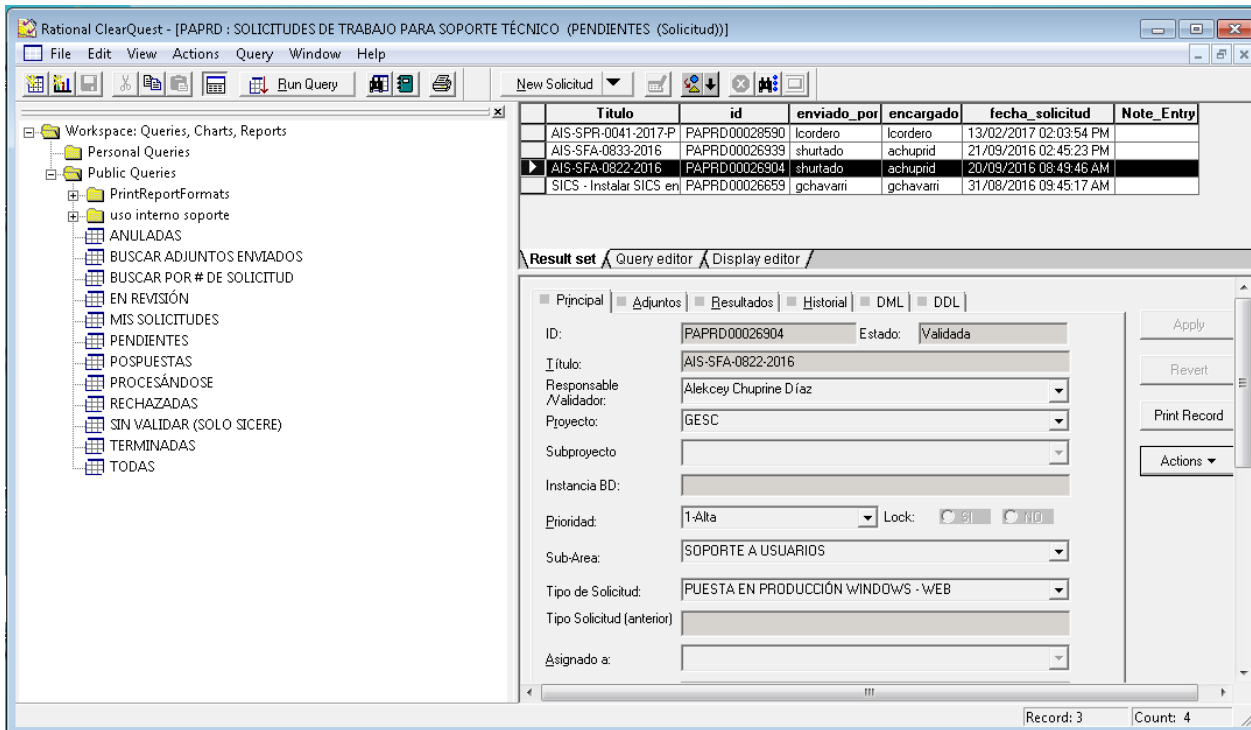 Rational ClearQuest - [PAPRD : SOLICITUDES DE TRABAJO PARA SOPORTE TÉCNICO (PENDIENTES (Solicitud))]
File Edit View Actions Query Window Help
Run Query New Solicitud
Workspace: Queries, Charts, Reports
Personal Queries
Public Queries
PrintReportFormats
uso interno soporte
ANULADAS
BUSCAR ADJUNTOS ENVIADOS
BUSCAR POR # DE SOLICITUD
EN REVISIÓN
MIS SOLICITUDES
PENDIENTES
POSPUESTAS
PROCESÁNDOSE
RECHAZADAS
SIN VALIDAR (SOLO SICERE)
TERMINADAS
TODAS
Titulo id enviado_por encargado fecha_solicitud Note_Entry
AIS-SPR-0041-2017-P PAPRD00028590 lcordero lcordero 13/02/2017 02:03:54 PM
AIS-SFA-0833-2016 PAPRD00026939 shurtado achuprid 21/09/2016 02:45:23 PM
AIS-SFA-0822-2016 PAPRD00026904 shurtado achuprid 20/09/2016 08:49:46 AM
SICS - Instalar SICS en PAPRD00026659 gchavarri gchavarri 31/08/2016 09:45:17 AM
Result set Query editor Display editor
Principal Adjuntos Resultados Historial DML DDL
ID: PAPRD00026904 Estado: Validada
Título: AIS-SFA-0822-2016
Responsable
/Validador: Alekcey Chuprine Díaz
Proyecto: GESC
Subproyecto
Instancia BD:
Prioridad: 1-Alta Lock: SI NO
Sub-Area: SOPORTE A USUARIOS
Tipo de Solicitud: PUESTA EN PRODUCCIÓN WINDOWS - WEB
Tipo Solicitud (anterior)
Asignado a:
Apply
Revert
Print Record
Actions
Record: 3 Count: 4